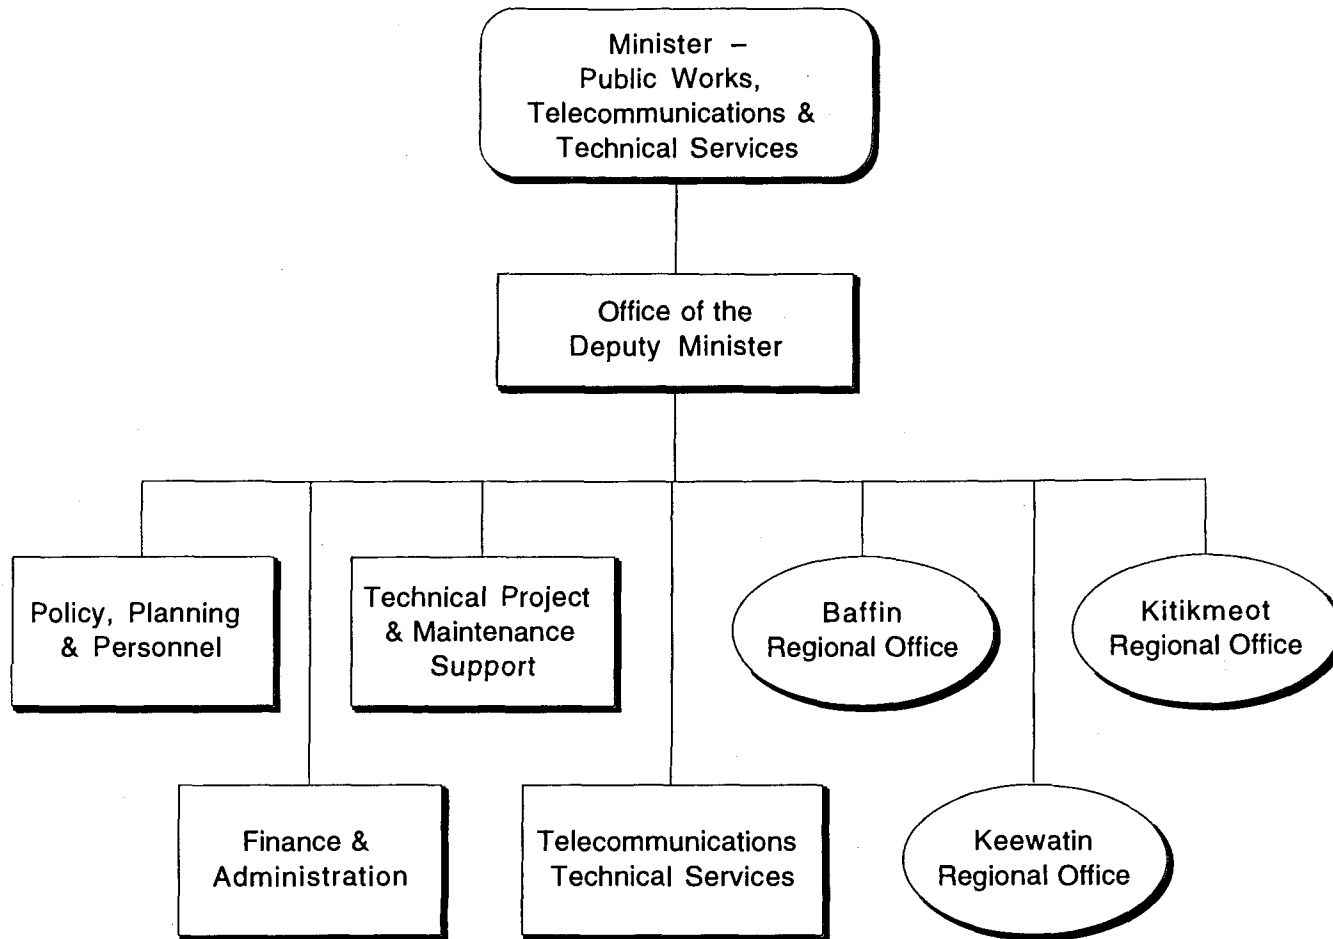 Minister –
Public Works,
Telecommunications &
Technical Services
Office of the
Deputy Minister
Policy, Planning
& Personnel
Technical Project
& Maintenance
Support
Baffin
Regional Office
Kitikmeot
Regional Office
Finance &
Administration
Telecommunications
Technical Services
Keewatin
Regional Office